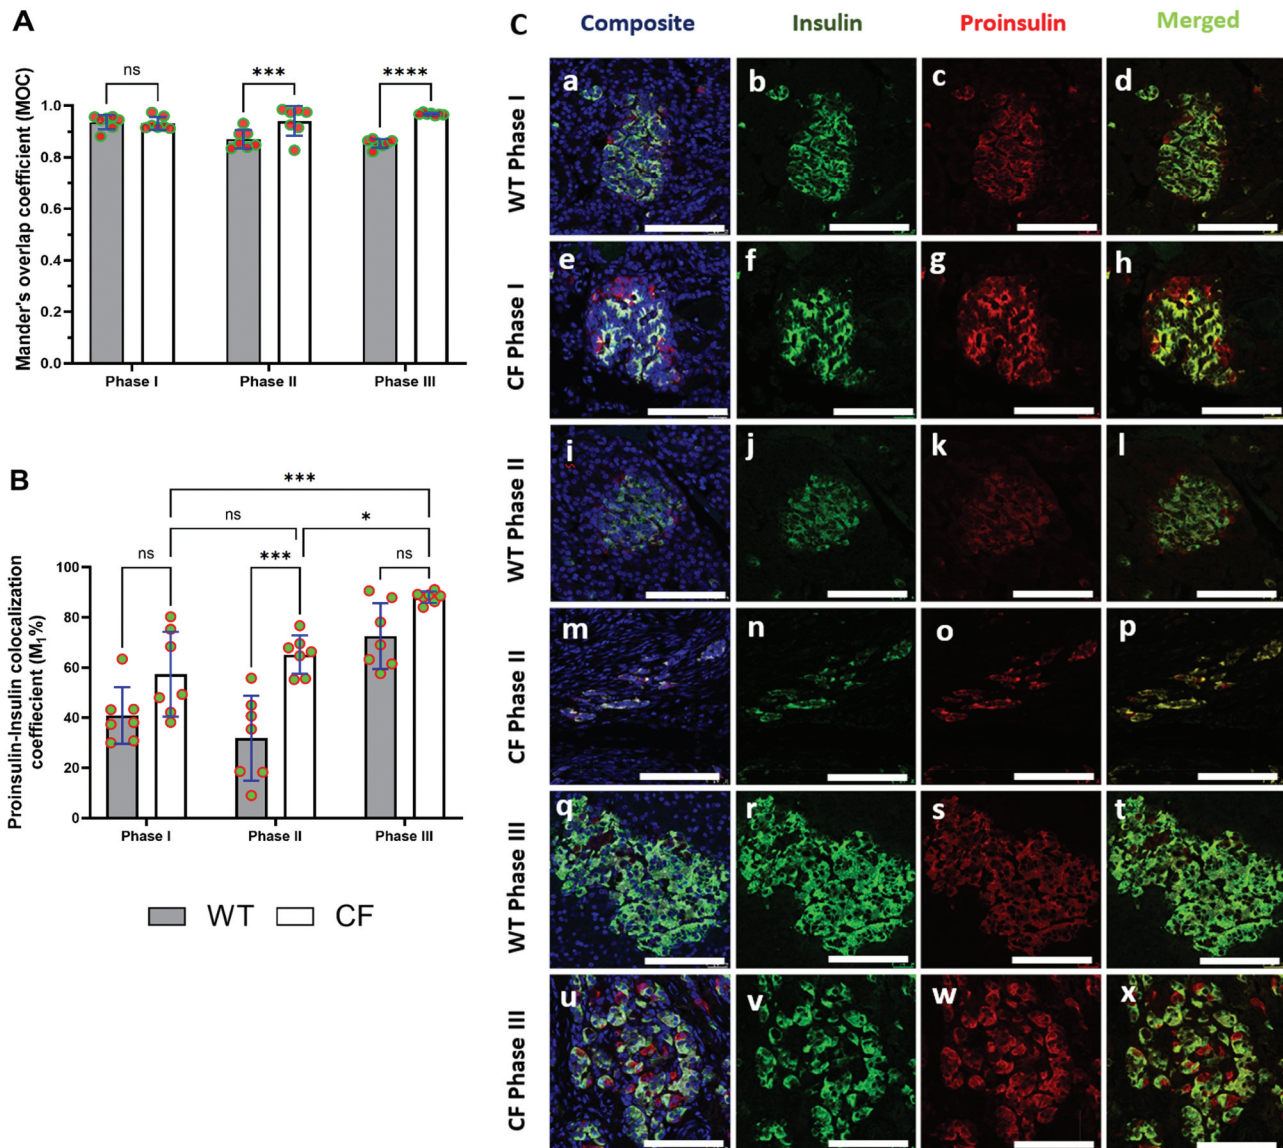 A
Mander's overlap coefficient (MOC)
ns
***
****
1.0
0.8
0.6
0.4
0.2
0.0
Phase I
Phase II
Phase III
B
Proinsulin-Insulin colocalization
coeffiecient (M₁%)
***
ns
*
ns
***
ns
100
80
60
40
20
0
Phase I
Phase II
Phase III
WT
CF
C
Composite
Insulin
Proinsulin
Merged
WT Phase I
a
b
c
d
CF Phase I
e
f
g
h
WT Phase II
i
j
k
l
CF Phase II
m
n
o
p
WT Phase III
q
r
s
t
CF Phase III
u
v
w
x